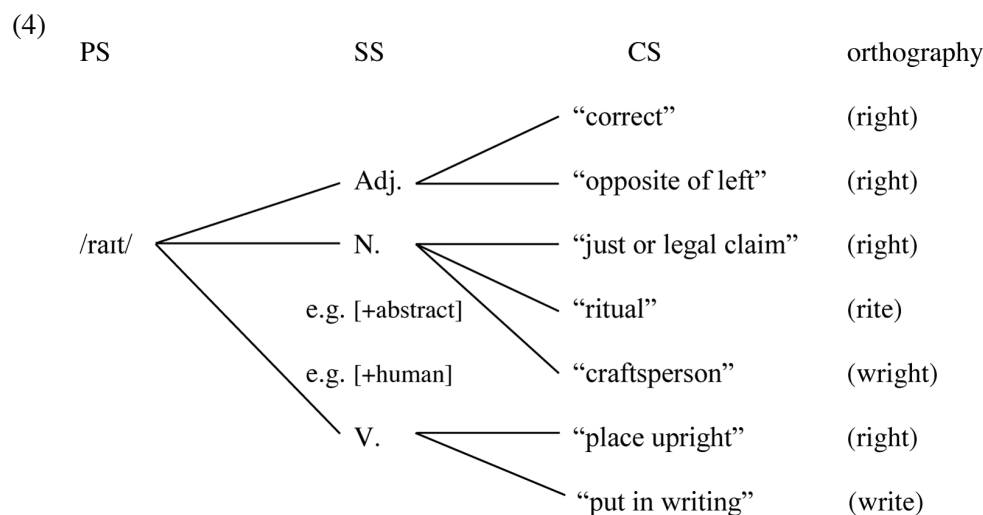 (4)
PS SS CS orthography
“correct” (right)
Adj. “opposite of left” (right)
/raɪt/ N. “just or legal claim” (right)
e.g. [+abstract] “ritual” (rite)
e.g. [+human] “craftsperson” (wright)
V. “place upright” (right)
“put in writing” (write)